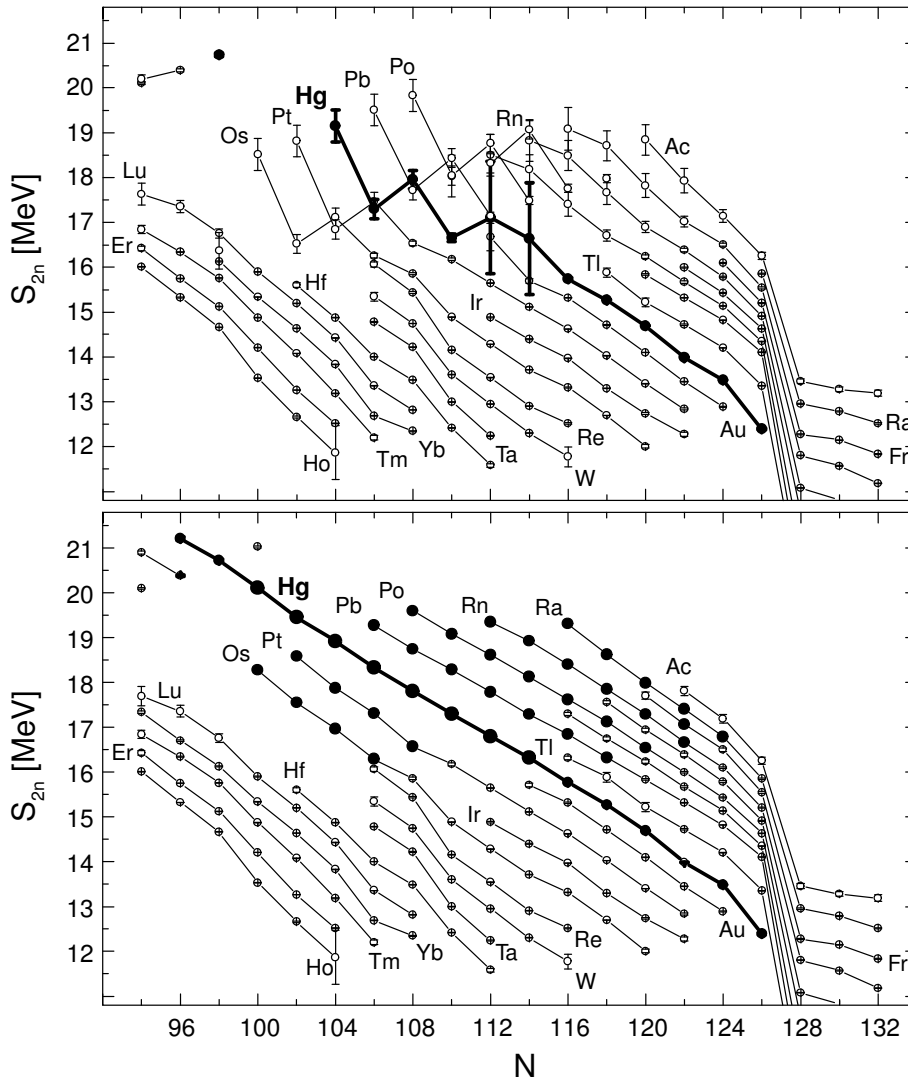 S2n [MeV]
21
20
19
18
17
16
15
14
13
12
Po
Pb
Hg
Rn
Pt
Os
Ac
Lu
Er
Hf
Tl
Ir
Au
Ra
Re
Fr
Ta
Yb
Tm
Ho
W
S2n [MeV]
21
20
19
18
17
16
15
14
13
12
Hg
Po
Pb
Rn
Ra
Pt
Os
Ac
Lu
Er
Tl
Hf
Ir
Au
Re
Fr
Ta
Yb
Tm
Ho
W
96 100 104 108 112 116 120 124 128 132
N